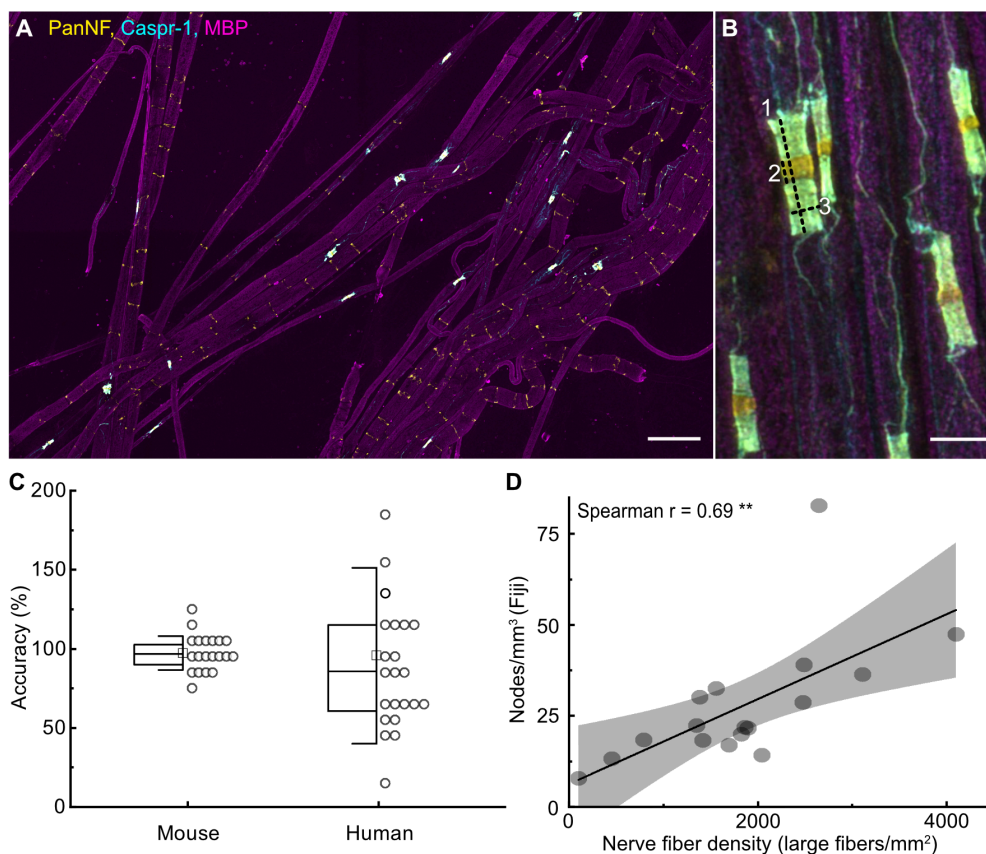 A PanNF, Caspr-1, MBP
B
1
2
3
C
200
150
100
50
0
Accuracy (%)
Mouse Human
D
Spearman r = 0.69 **
75
50
25
0
Nodes/mm³ (Fiji)
0 2000 4000
Nerve fiber density (large fibers/mm²)